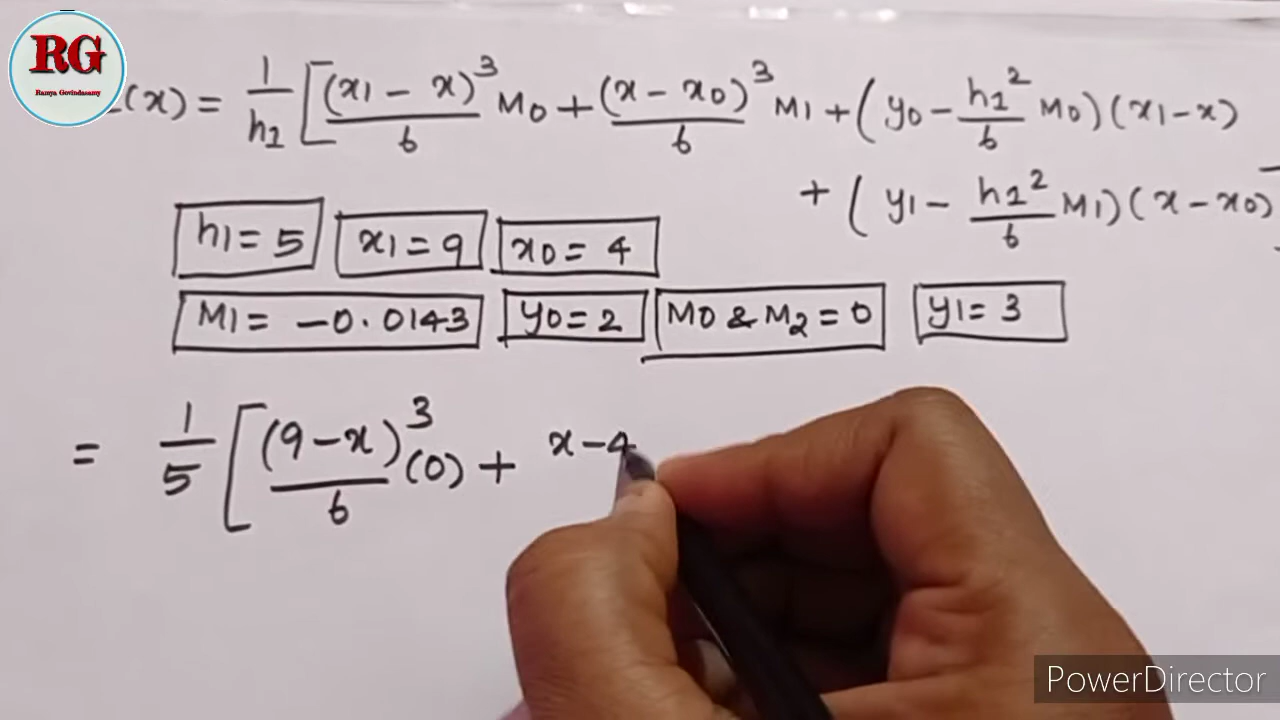 RG
Ramya Govindasamy
(x) = 1/h1 [ (x1 - x)^3/6 M0 + (x - x0)^3/6 M1 + (y0 - h1^2/6 M0) (x1 - x)
+ (y1 - h1^2/6 M1) (x - x0)
h1 = 5 x1 = 9 x0 = 4
M1 = -0.0143 y0 = 2 M0 & M2 = 0 y1 = 3
= 1/5 [ (9 - x)^3/6 (0) + x - 4
PowerDirector